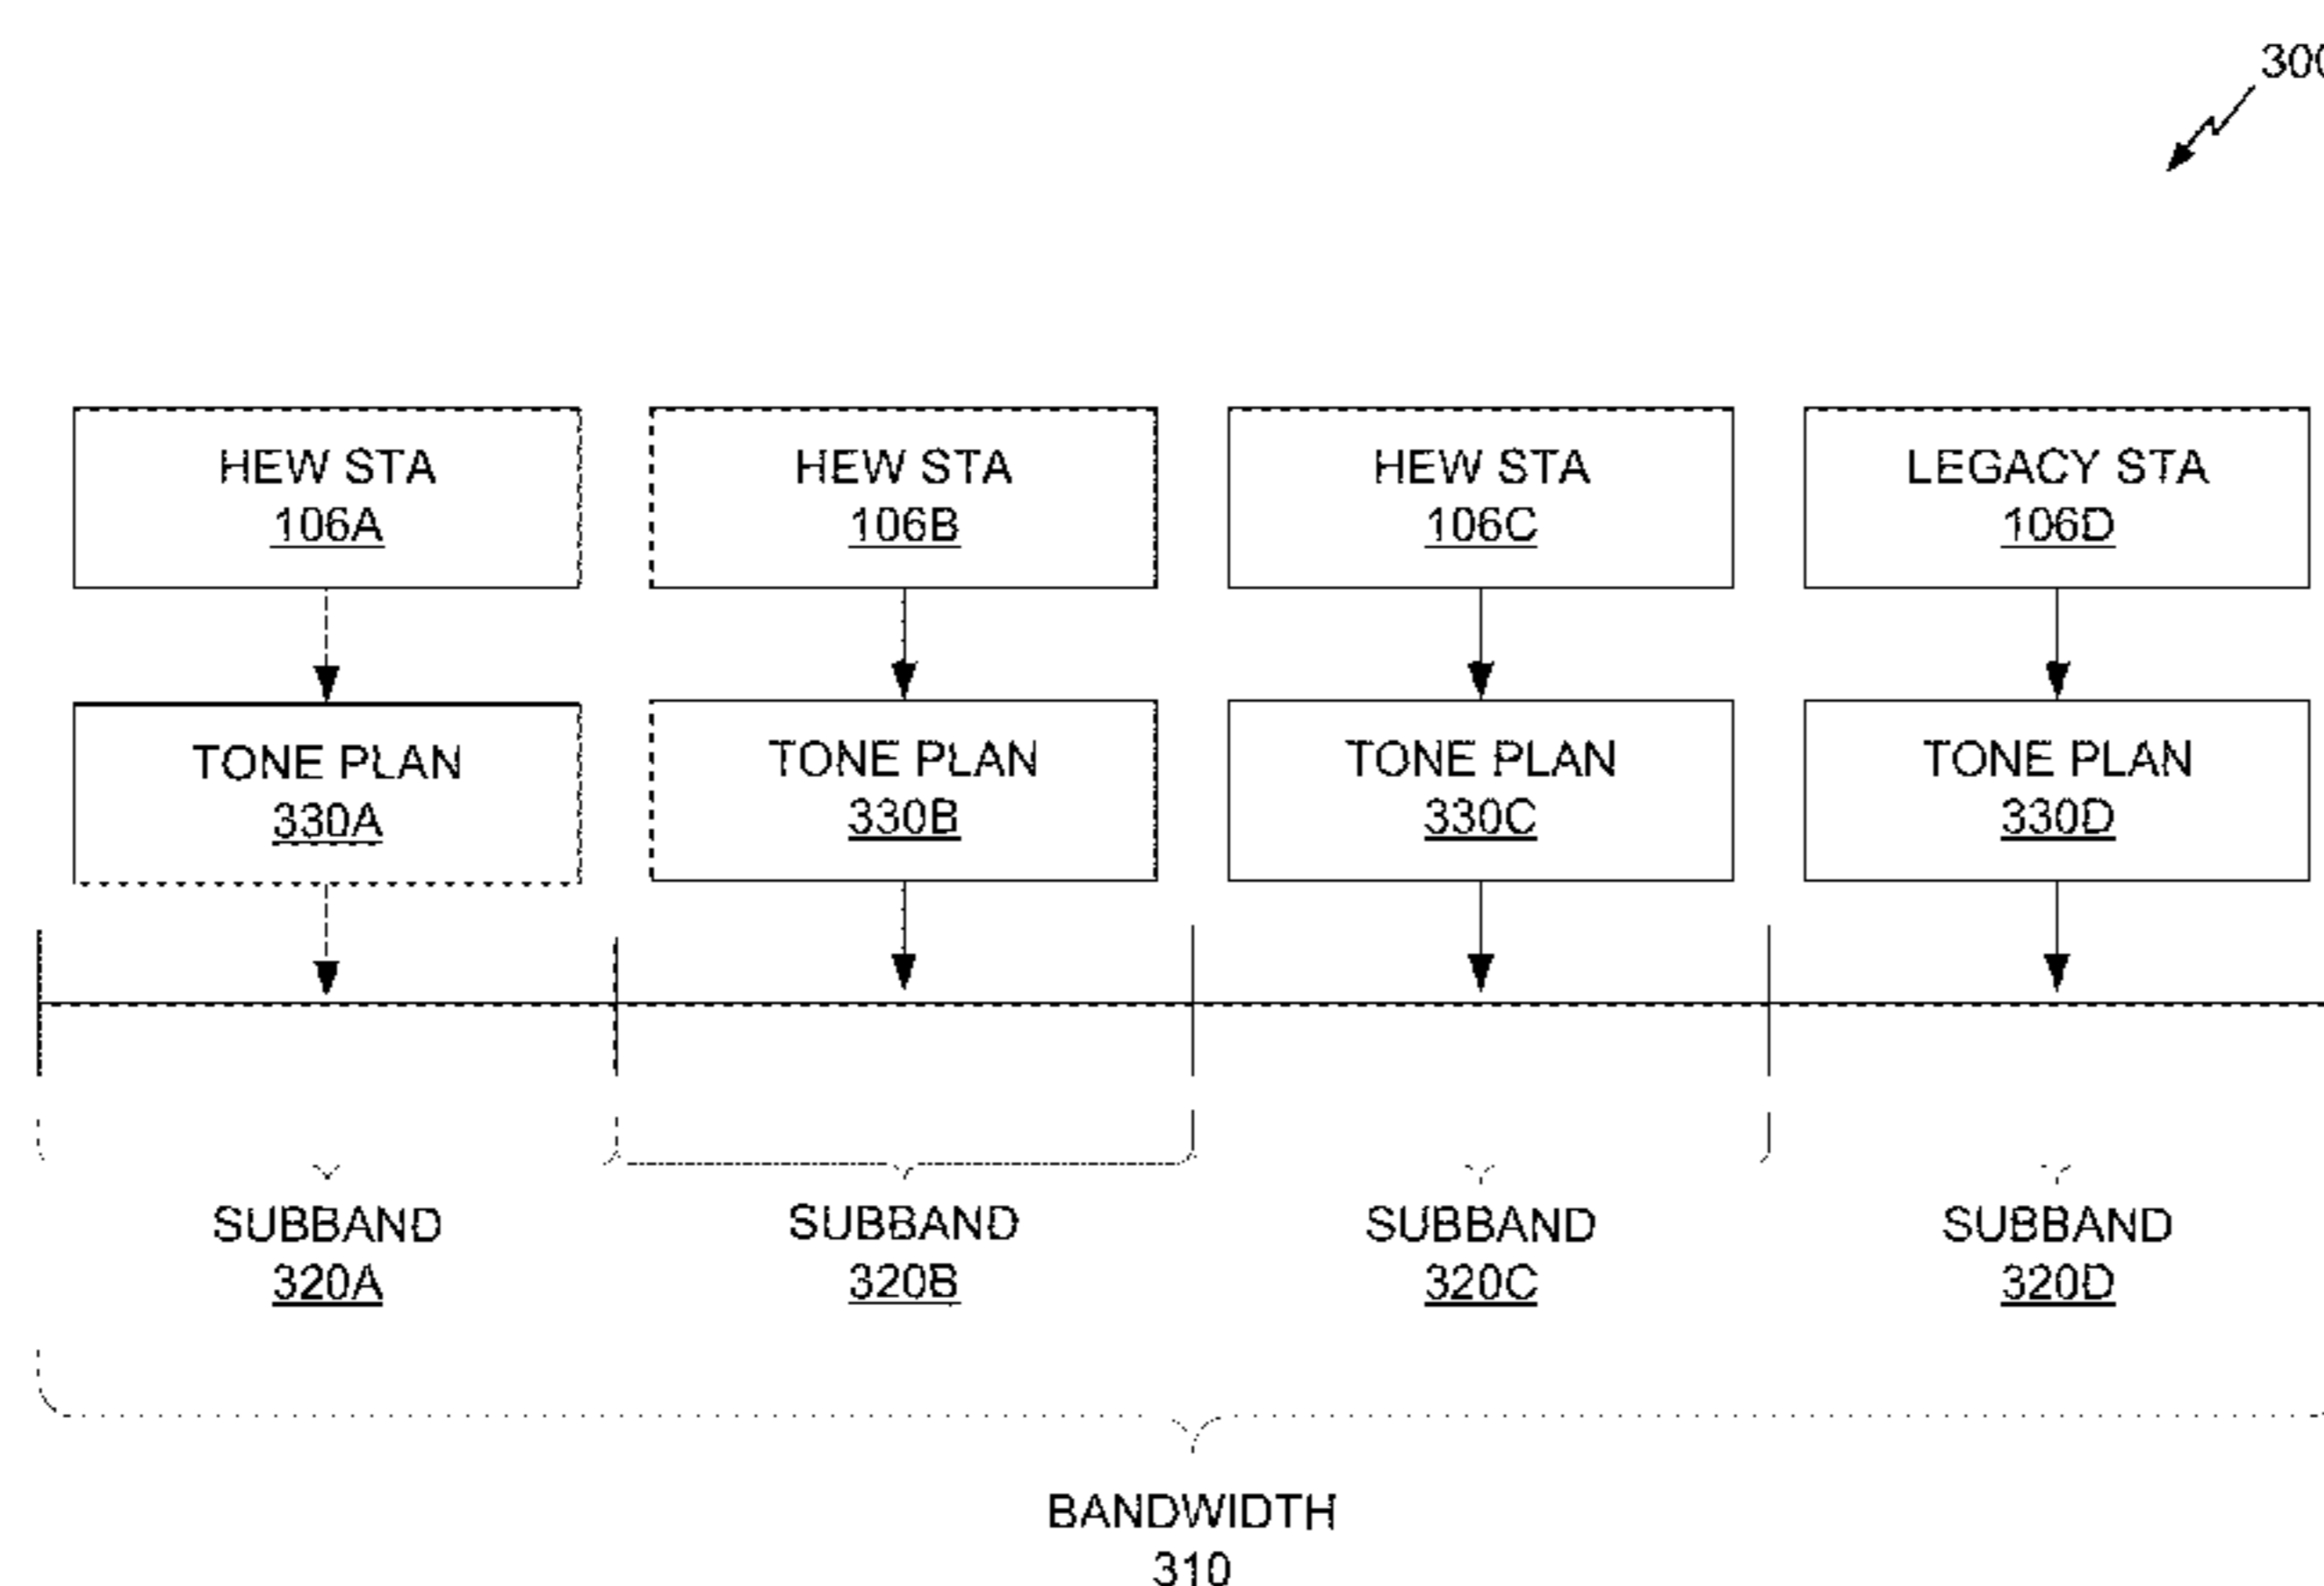 300
HEW STA
106A
HEW STA
106B
HEW STA
106C
LEGACY STA
106D
TONE PLAN
330A
TONE PLAN
330B
TONE PLAN
330C
TONE PLAN
330D
SUBBAND
320A
SUBBAND
320B
SUBBAND
320C
SUBBAND
320D
BANDWIDTH
310